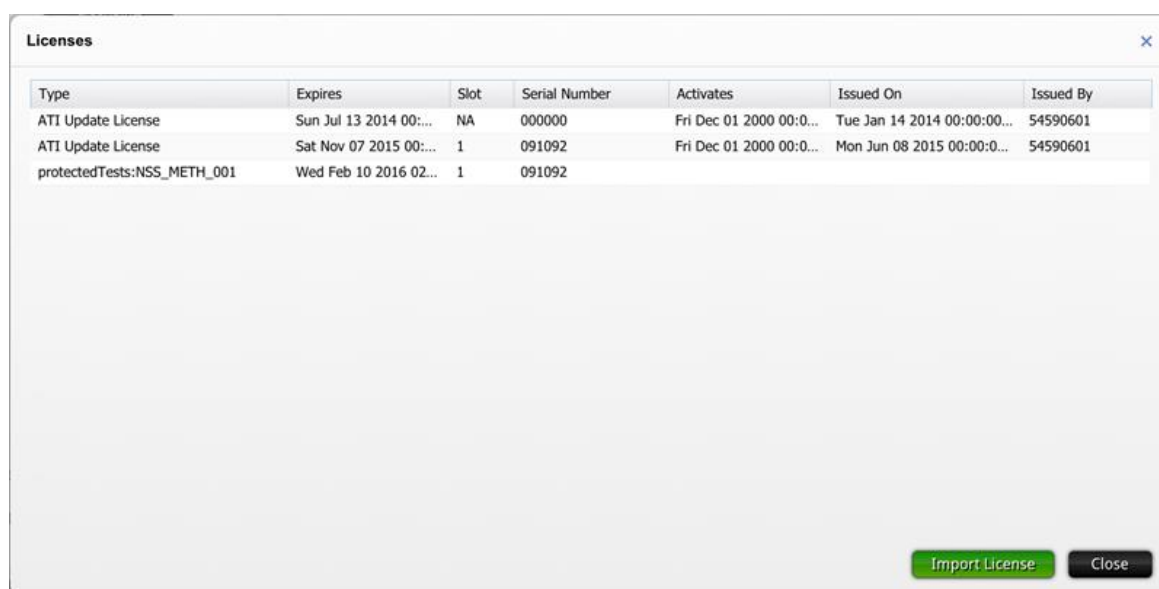 Licenses
Type Expires Slot Serial Number Activates Issued On Issued By
ATI Update License Sun Jul 13 2014 00:... NA 000000 Fri Dec 01 2000 00:0... Tue Jan 14 2014 00:00:00... 54590601
ATI Update License Sat Nov 07 2015 00:... 1 091092 Fri Dec 01 2000 00:0... Mon Jun 08 2015 00:00:0... 54590601
protectedTests:NSS_METH_001 Wed Feb 10 2016 02... 1 091092
Import License Close